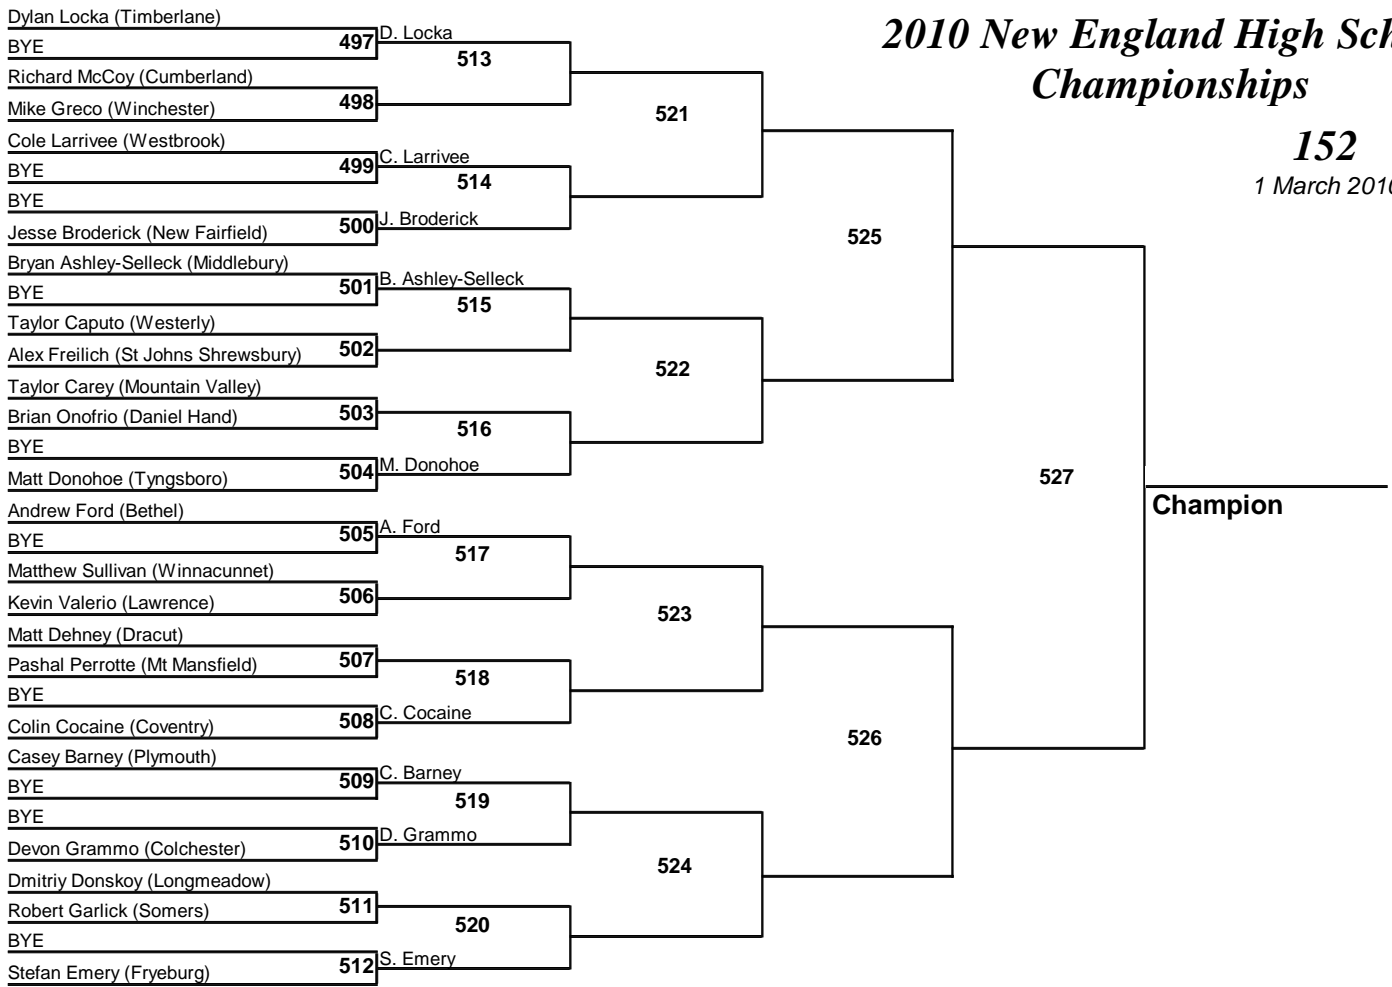 2010 New England High Sch
Championships
152
1 March 2010
Dylan Locka (Timberlane)
BYE
497
D. Locka
513
Richard McCoy (Cumberland)
Mike Greco (Winchester)
498
521
Cole Larrivee (Westbrook)
BYE
499
C. Larrivee
514
BYE
Jesse Broderick (New Fairfield)
500
J. Broderick
525
Bryan Ashley-Selleck (Middlebury)
BYE
501
B. Ashley-Selleck
515
Taylor Caputo (Westerly)
Alex Freilich (St Johns Shrewsbury)
502
522
Taylor Carey (Mountain Valley)
Brian Onofrio (Daniel Hand)
503
516
BYE
Matt Donohoe (Tyngsboro)
504
M. Donohoe
527
Champion
Andrew Ford (Bethel)
BYE
505
A. Ford
517
Matthew Sullivan (Winnacunnet)
Kevin Valerio (Lawrence)
506
523
Matt Dehney (Dracut)
Pashal Perrotte (Mt Mansfield)
507
518
BYE
Colin Cocaine (Coventry)
508
C. Cocaine
526
Casey Barney (Plymouth)
BYE
509
C. Barney
519
BYE
Devon Grammo (Colchester)
510
D. Grammo
524
Dmitriy Donskoy (Longmeadow)
Robert Garlick (Somers)
511
520
BYE
Stefan Emery (Fryeburg)
512
S. Emery